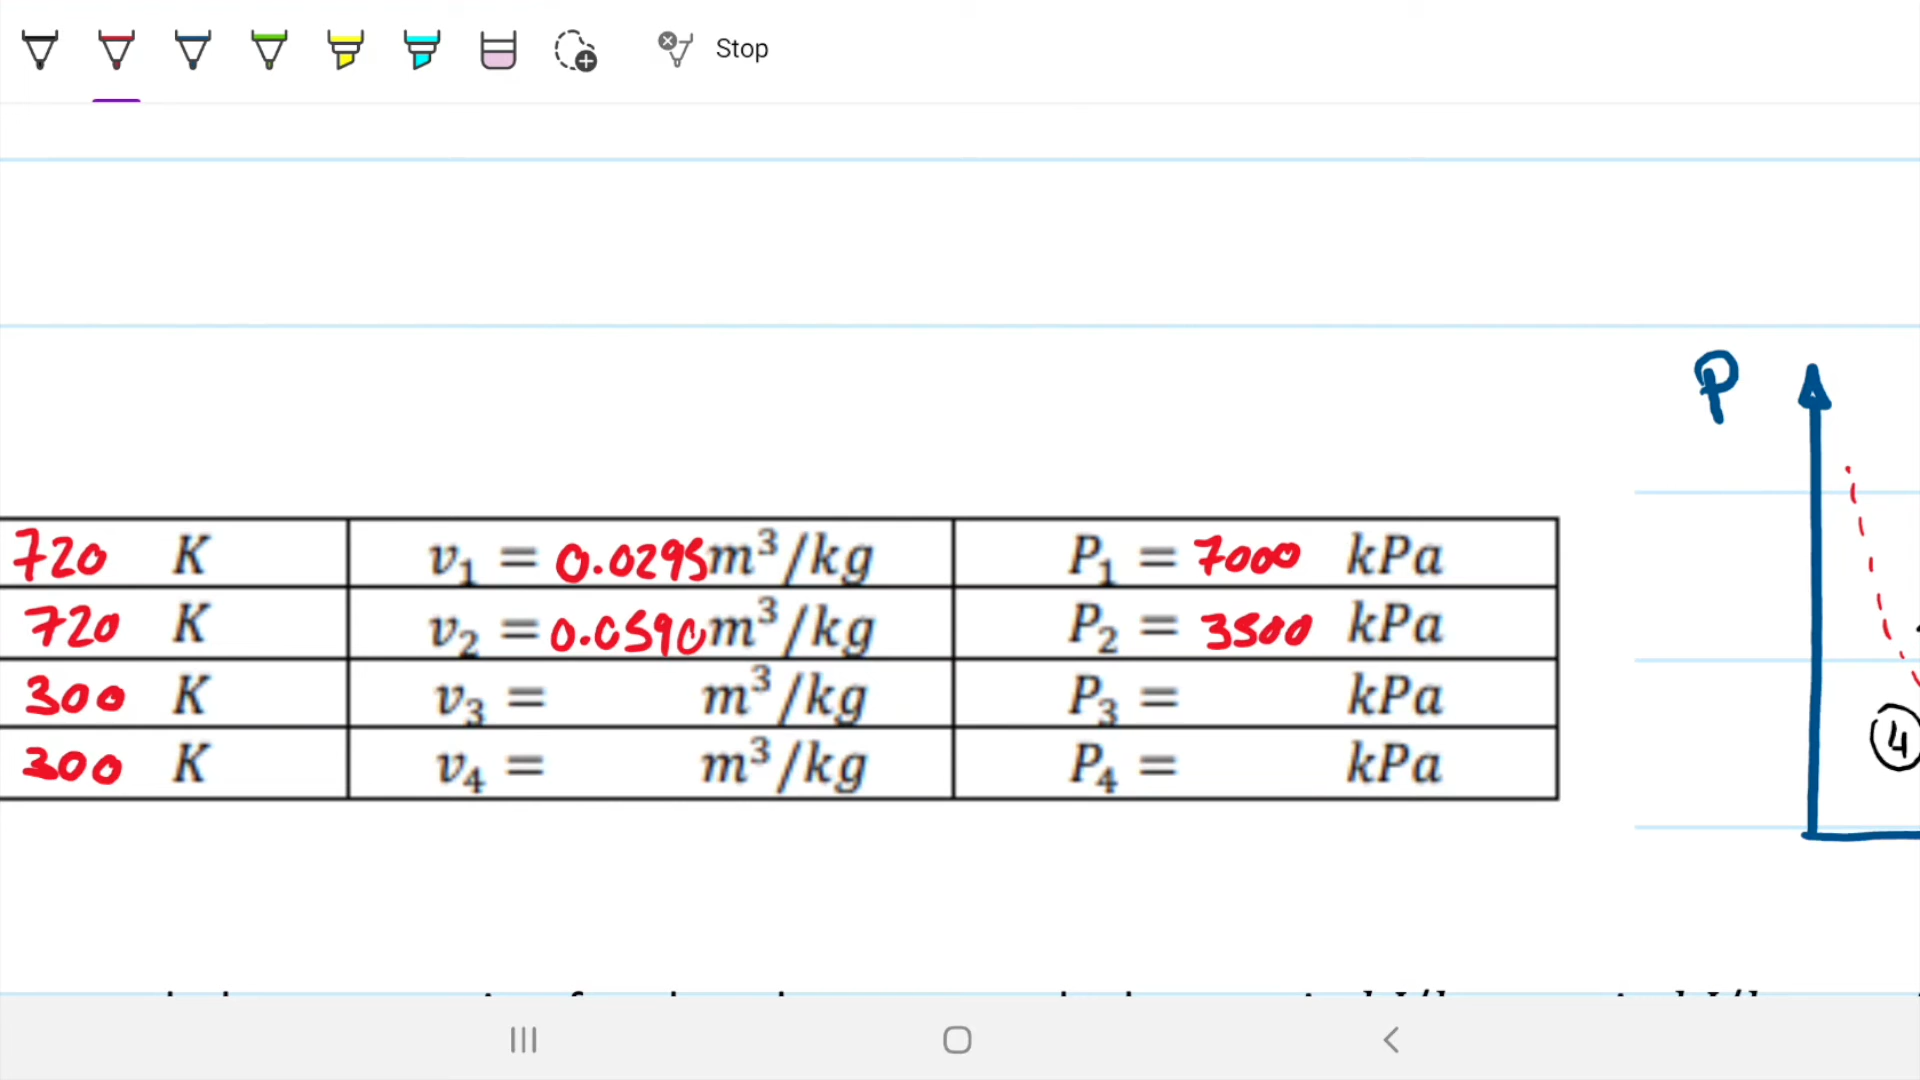 Stop
P
720 K v₁ = 0.0295 m³/kg P₁ = 7000 kPa
720 K v₂ = 0.0590 m³/kg P₂ = 3500 kPa
300 K v₃ = m³/kg P₃ = kPa
300 K v₄ = m³/kg P₄ = kPa
4